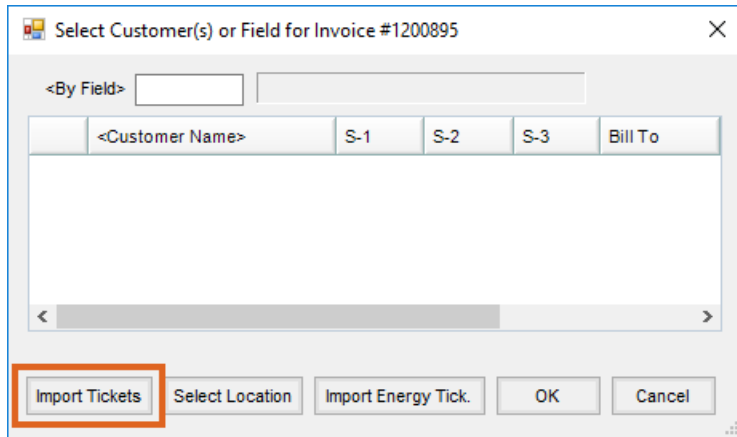 Select Customer(s) or Field for Invoice #1200895
<By Field>
<Customer Name> S-1 S-2 S-3 Bill To
Import Tickets Select Location Import Energy Tick. OK Cancel